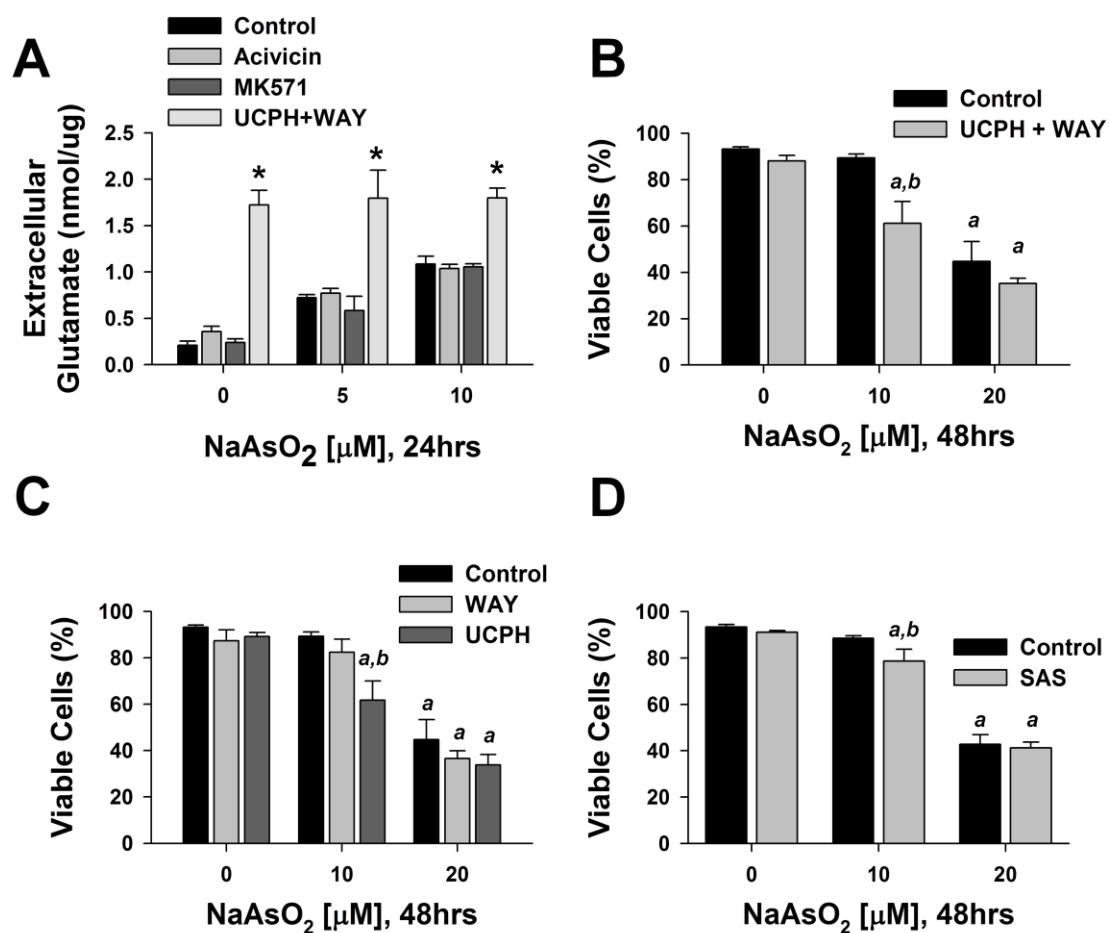 A
Control
Acivicin
MK571
UCPH+WAY
Extracellular
Glutamate (nmol/ug)
2.5
2.0
1.5
1.0
0.5
0.0
*
*
*
0
5
10
NaAsO2 [μM], 24hrs
B
Control
UCPH + WAY
Viable Cells (%)
100
80
60
40
20
0
a,b
a
a
0
10
20
NaAsO2 [μM], 48hrs
C
Control
WAY
UCPH
Viable Cells (%)
100
80
60
40
20
0
a,b
a
a
a
0
10
20
NaAsO2 [μM], 48hrs
D
Control
SAS
Viable Cells (%)
100
80
60
40
20
0
a,b
a
a
0
10
20
NaAsO2 [μM], 48hrs